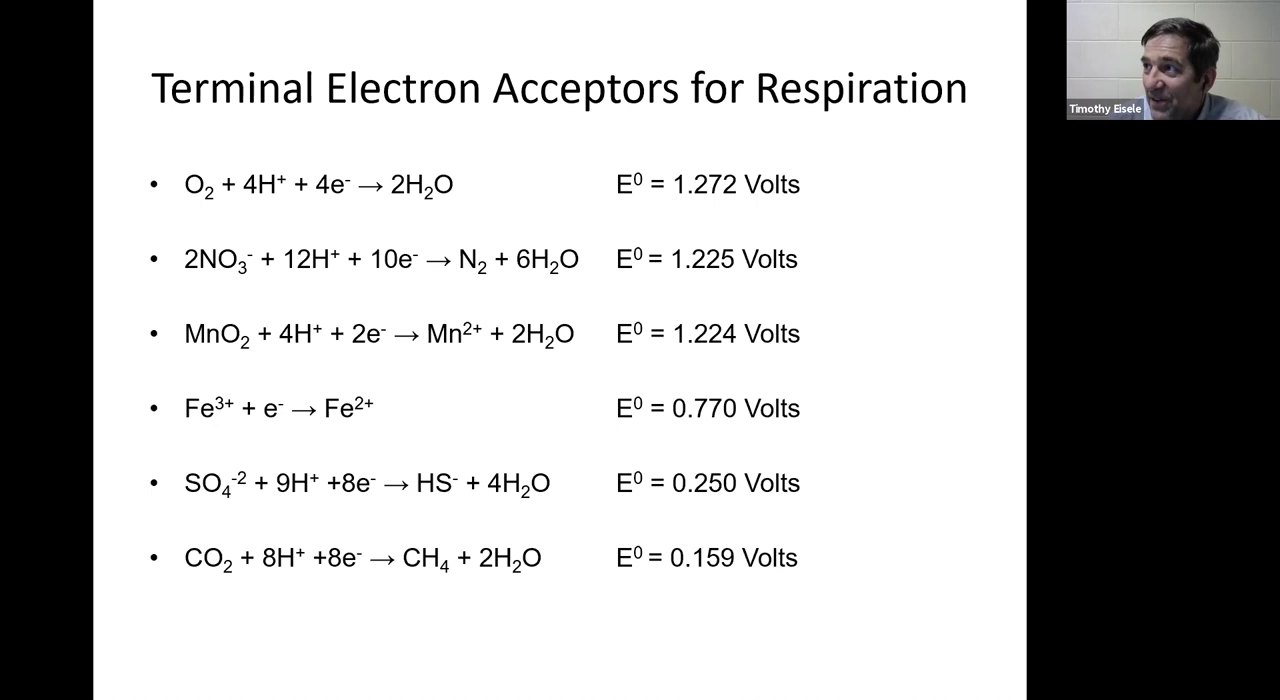 Terminal Electron Acceptors for Respiration
• O₂ + 4H⁺ + 4e⁻ → 2H₂O E⁰ = 1.272 Volts
• 2NO₃⁻ + 12H⁺ + 10e⁻ → N₂ + 6H₂O E⁰ = 1.225 Volts
• MnO₂ + 4H⁺ + 2e⁻ → Mn²⁺ + 2H₂O E⁰ = 1.224 Volts
• Fe³⁺ + e⁻ → Fe²⁺ E⁰ = 0.770 Volts
• SO₄⁻² + 9H⁺ +8e⁻ → HS⁻ + 4H₂O E⁰ = 0.250 Volts
• CO₂ + 8H⁺ +8e⁻ → CH₄ + 2H₂O E⁰ = 0.159 Volts
Timothy Eisele